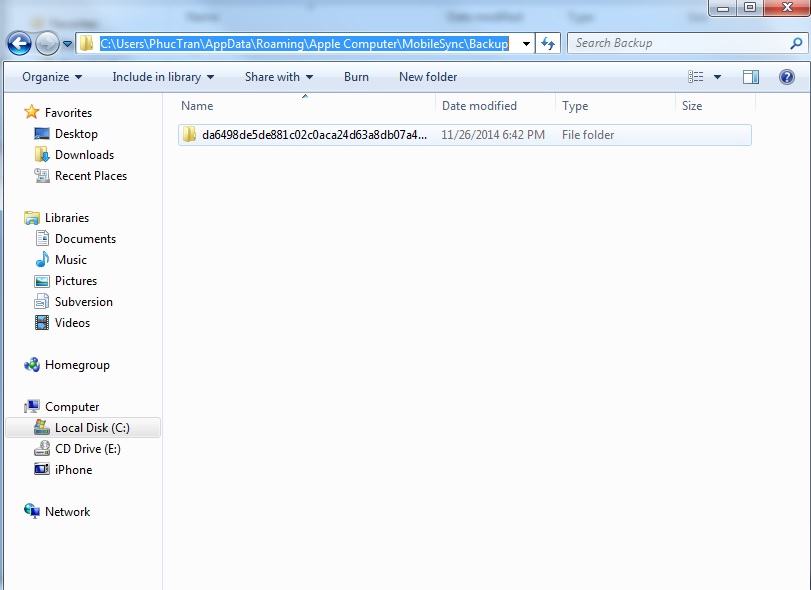 C:\Users\PhucTran\AppData\Roaming\Apple Computer\MobileSync\Backup
Search Backup
Organize
Include in library
Share with
Burn
New folder
Name
Date modified
Type
Size
da6498de5de881c02c0aca24d63a8db07a4...
11/26/2014 6:42 PM
File folder
Favorites
Desktop
Downloads
Recent Places
Libraries
Documents
Music
Pictures
Subversion
Videos
Homegroup
Computer
Local Disk (C:)
CD Drive (E:)
iPhone
Network